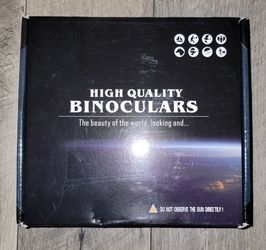 HIGH QUALITY
BINOCULARS
The beauty of the world, looking and...
DO NOT OBSERVE THE SUN DIRECTLY!